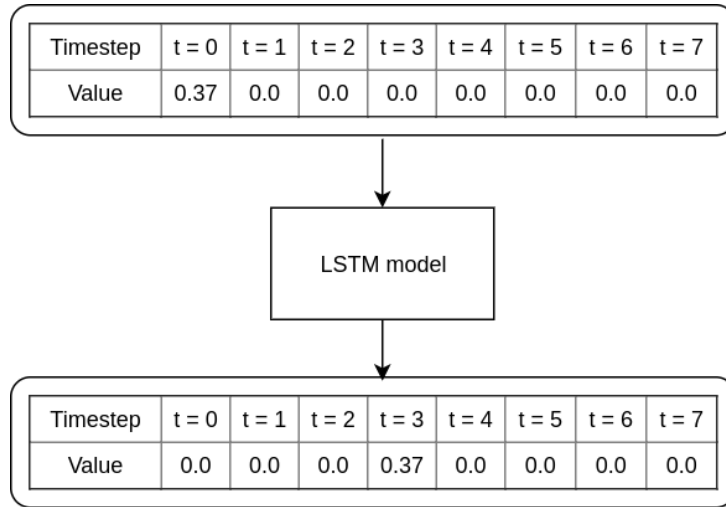 Timestep t = 0 t = 1 t = 2 t = 3 t = 4 t = 5 t = 6 t = 7
Value 0.37 0.0 0.0 0.0 0.0 0.0 0.0 0.0
LSTM model
Timestep t = 0 t = 1 t = 2 t = 3 t = 4 t = 5 t = 6 t = 7
Value 0.0 0.0 0.0 0.37 0.0 0.0 0.0 0.0